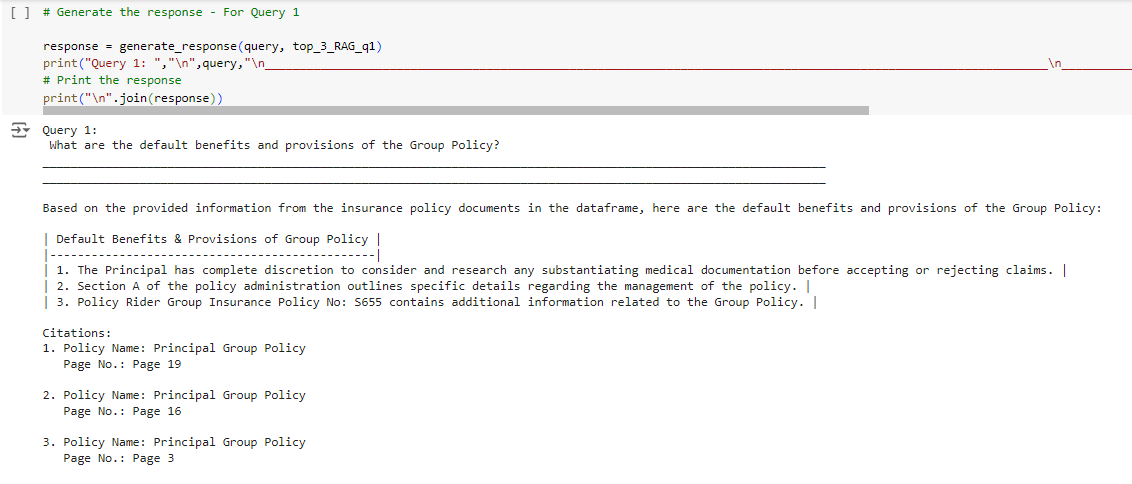 [ ] # Generate the response - For Query 1
response = generate_response(query, top_3_RAG_q1)
print("Query 1: ","\n",query,"\n_________________________________________________________________________________________________________________\n__________
# Print the response
print("\n".join(response))
Query 1:
What are the default benefits and provisions of the Group Policy?
_________________________________________________________________________________________________________________
_________________________________________________________________________________________________________________
Based on the provided information from the insurance policy documents in the dataframe, here are the default benefits and provisions of the Group Policy:
| Default Benefits & Provisions of Group Policy |
|-----------------------------------------------|
| 1. The Principal has complete discretion to consider and research any substantiating medical documentation before accepting or rejecting claims. |
| 2. Section A of the policy administration outlines specific details regarding the management of the policy. |
| 3. Policy Rider Group Insurance Policy No: S655 contains additional information related to the Group Policy. |
Citations:
1. Policy Name: Principal Group Policy
Page No.: Page 19
2. Policy Name: Principal Group Policy
Page No.: Page 16
3. Policy Name: Principal Group Policy
Page No.: Page 3